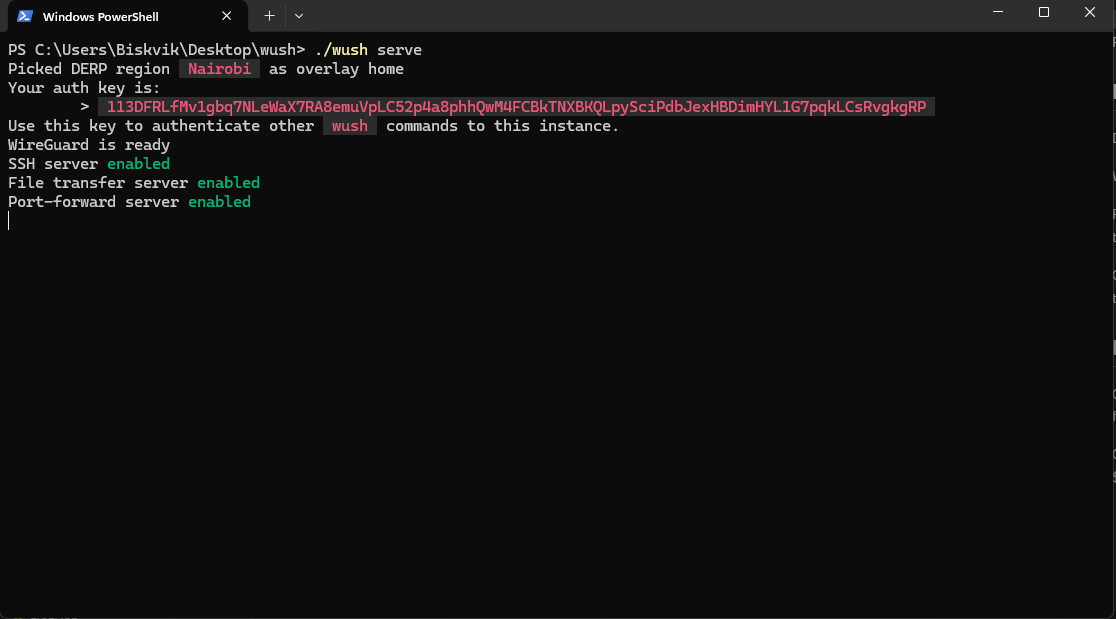 Windows PowerShell
PS C:\Users\Biskvik\Desktop\wush> ./wush serve
Picked DERP region Nairobi as overlay home
Your auth key is:
> 113DFRLfMv1gbq7NLeWaX7RA8emuVpLC52p4a8phhQwM4FCBkTNXBKQLpySciPdbJexHBDimHYL1G7pqkLCsRvgkgRP
Use this key to authenticate other wush commands to this instance.
WireGuard is ready
SSH server enabled
File transfer server enabled
Port-forward server enabled